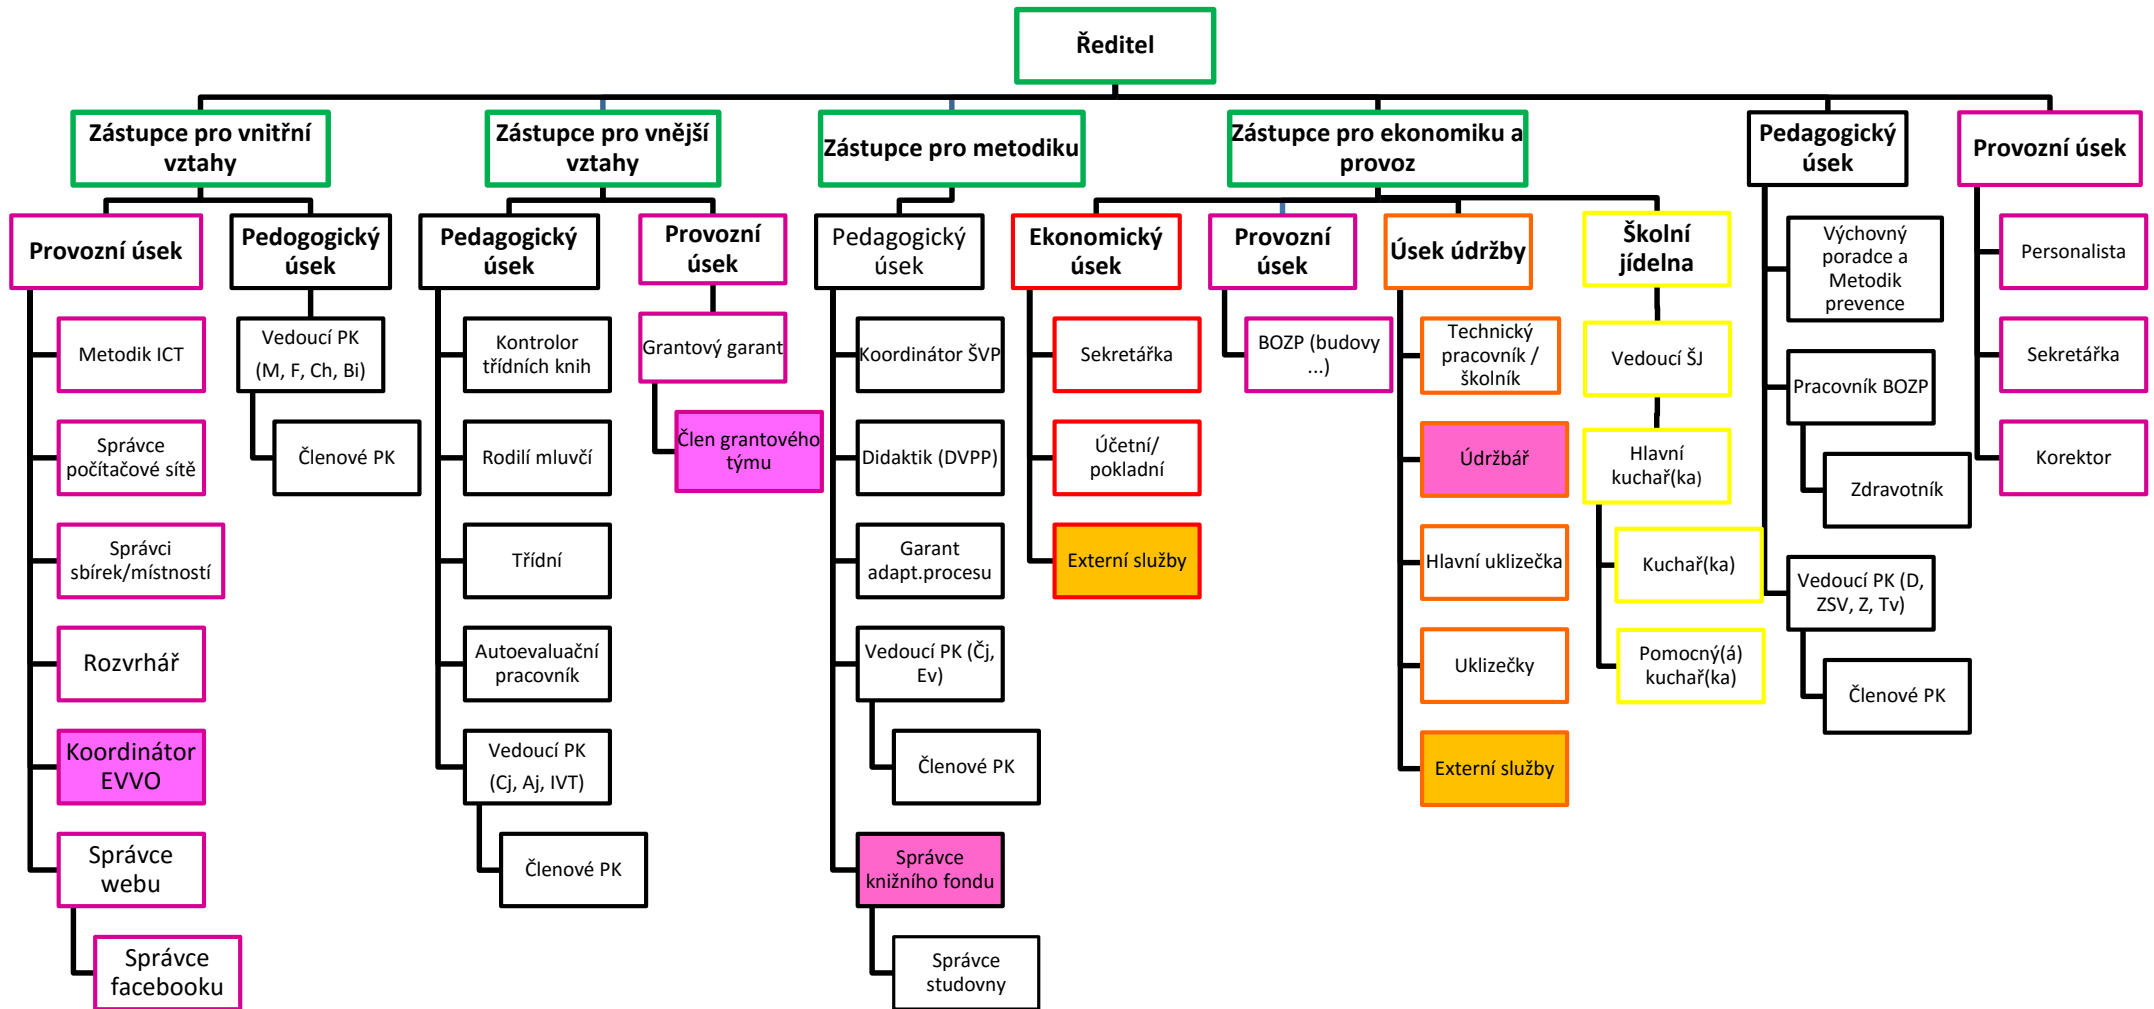 Ředitel
Zástupce pro vnitřní
vztahy
Zástupce pro vnější
vztahy
Zástupce pro metodiku
Zástupce pro ekonomiku a
provoz
Pedagogický
úsek
Provozní úsek
Provozní úsek
Pedogogický
úsek
Pedagogický
úsek
Provozní
úsek
Pedagogický
úsek
Ekonomický
úsek
Provozní
úsek
Úsek údržby
Školní
jídelna
Metodik ICT
Správce
počítačové sítě
Správci
sbírek/místností
Rozvrhář
Koordinátor
EVVO
Správce
webu
Správce
facebooku
Vedoucí PK
(M, F, Ch, Bi)
Členové PK
Kontrolor
třídních knih
Rodilí mluvčí
Třídní
Autoevaluační
pracovník
Vedoucí PK
(Cj, Aj, IVT)
Členové PK
Grantový garant
Člen grantového
týmu
Koordinátor ŠVP
Didaktik (DVPP)
Garant
adapt.procesu
Vedoucí PK (Čj,
Ev)
Členové PK
Správce
knižního fondu
Správce
studovny
Sekretářka
Účetní/
pokladní
Externí služby
BOZP (budovy
...)
Technický
pracovník /
školník
Údržbář
Hlavní uklizečka
Uklizečky
Externí služby
Vedoucí ŠJ
Hlavní
kuchař(ka)
Kuchař(ka)
Pomocný(á)
kuchař(ka)
Výchovný
poradce a
Metodik
prevence
Pracovník BOZP
Zdravotník
Vedoucí PK (D,
ZSV, Z, Tv)
Členové PK
Personalista
Sekretářka
Korektor